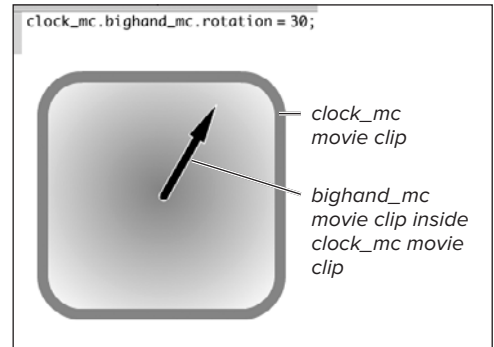 clock_mc.bighand_mc.rotation = 30;
clock_mc
movie clip
bighand_mc
movie clip inside
clock_mc movie
clip